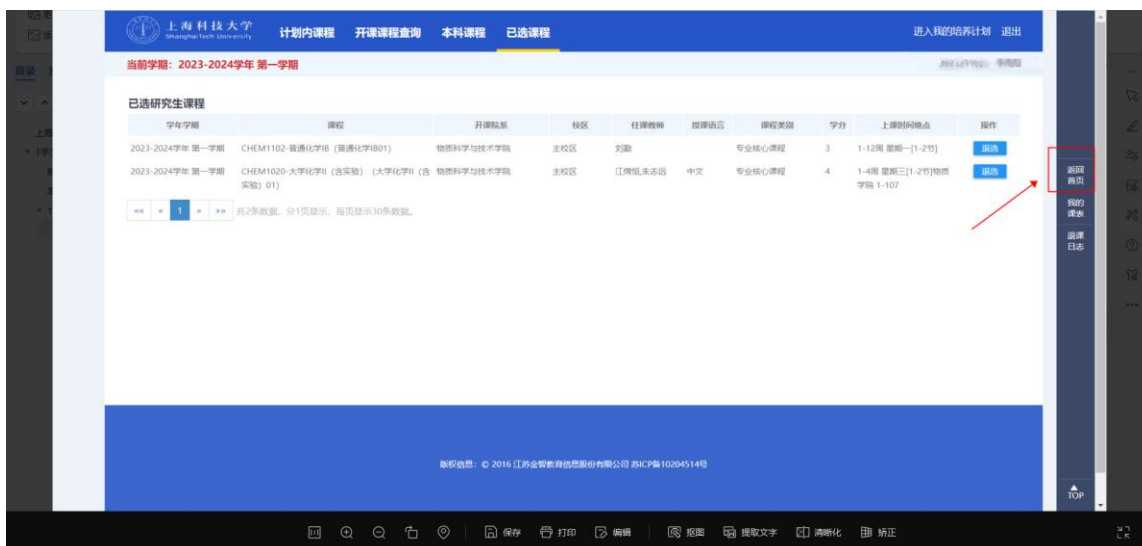 上海科技大学
ShanghaiTech University
计划内课程 开课课程查询 本科课程 已选课程
进入我的培养计划 退出
当前学期：2023-2024学年 第一学期
已选研究生课程
学年学期 课程 开课院系 校区 任课教师 授课语言 课程类别 学分 上课时间地点 操作
2023-2024学年 第一学期 CHEM1102-普通化学IB (普通化学IB01) 物质科学与技术学院 主校区 刘勤 专业核心课程 3 1-12周 星期一[1-2节] 退选
2023-2024学年 第一学期 CHEM1020-大学化学II (含实验) (大学化学II (含 物质科学与技术学院 主校区 中文 专业核心课程 4 1-4周 星期三[1-2节]物质 退选
实验) 01) 学院 1-107
«« « 1 » »» 共2条数据，分1页显示，每页显示30条数据。
返回
首页
我的
课表
退课
日志
版权信息：© 2016 江苏金智教育信息股份有限公司 苏ICP备10204514号
TOP
保存 打印 编辑 抠图 提取文字 清晰化 矫正